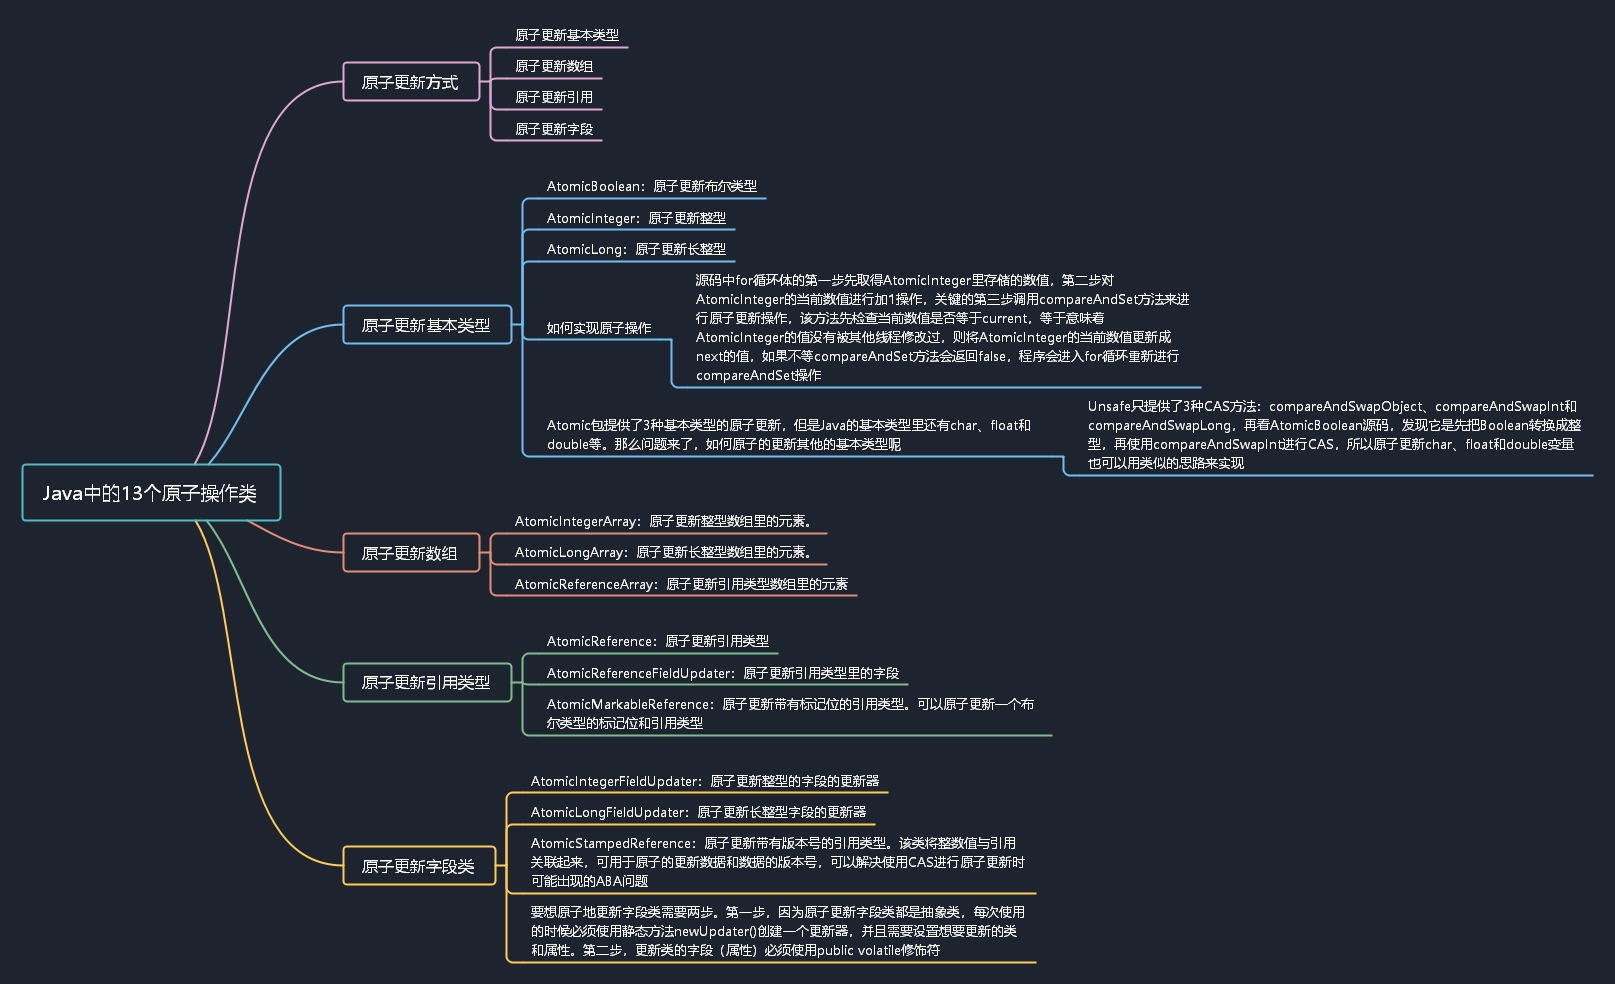 Java中的13个原子操作类
原子更新方式
原子更新基本类型
原子更新数组
原子更新引用
原子更新字段
原子更新基本类型
AtomicBoolean：原子更新布尔类型
AtomicInteger：原子更新整型
AtomicLong：原子更新长整型
如何实现原子操作
源码中for循环体的第一步先取得AtomicInteger里存储的数值，第二步对
AtomicInteger的当前数值进行加1操作，关键的第三步调用compareAndSet方法来进
行原子更新操作，该方法先检查当前数值是否等于current，等于意味着
AtomicInteger的值没有被其他线程修改过，则将AtomicInteger的当前数值更新成
next的值，如果不等compareAndSet方法会返回false，程序会进入for循环重新进行
compareAndSet操作
Atomic包提供了3种基本类型的原子更新，但是Java的基本类型里还有char、float和
double等。那么问题来了，如何原子的更新其他的基本类型呢
Unsafe只提供了3种CAS方法：compareAndSwapObject、compareAndSwapInt和
compareAndSwapLong，再看AtomicBoolean源码，发现它是先把Boolean转换成整
型，再使用compareAndSwapInt进行CAS，所以原子更新char、float和double变量
也可以用类似的思路来实现
原子更新数组
AtomicIntegerArray：原子更新整型数组里的元素。
AtomicLongArray：原子更新长整型数组里的元素。
AtomicReferenceArray：原子更新引用类型数组里的元素
原子更新引用类型
AtomicReference：原子更新引用类型
AtomicReferenceFieldUpdater：原子更新引用类型里的字段
AtomicMarkableReference：原子更新带有标记位的引用类型。可以原子更新一个布
尔类型的标记位和引用类型
原子更新字段类
AtomicIntegerFieldUpdater：原子更新整型的字段的更新器
AtomicLongFieldUpdater：原子更新长整型字段的更新器
AtomicStampedReference：原子更新带有版本号的引用类型。该类将整数值与引用
关联起来，可用于原子的更新数据和数据的版本号，可以解决使用CAS进行原子更新时
可能出现的ABA问题
要想原子地更新字段类需要两步。第一步，因为原子更新字段类都是抽象类，每次使用
的时候必须使用静态方法newUpdater()创建一个更新器，并且需要设置想要更新的类
和属性。第二步，更新类的字段（属性）必须使用public volatile修饰符